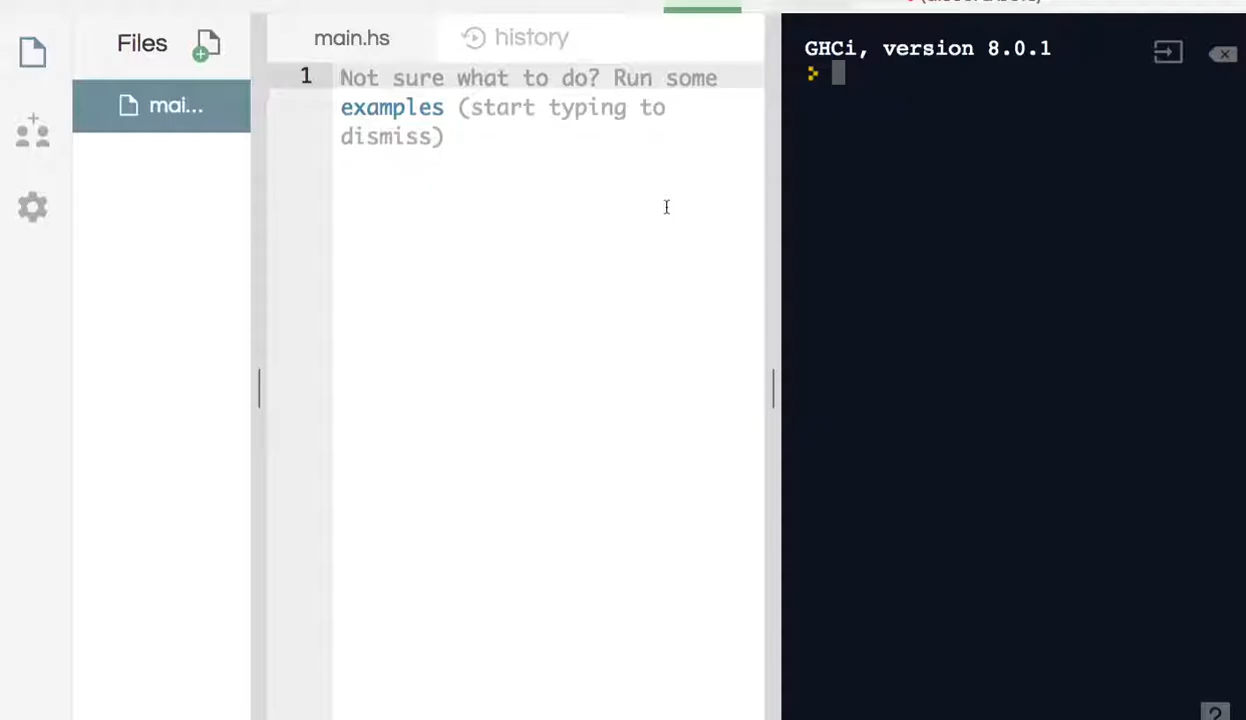 Files
main.hs
history
GHCi, version 8.0.1
mai...
1
Not sure what to do? Run some
examples (start typing to
dismiss)
?